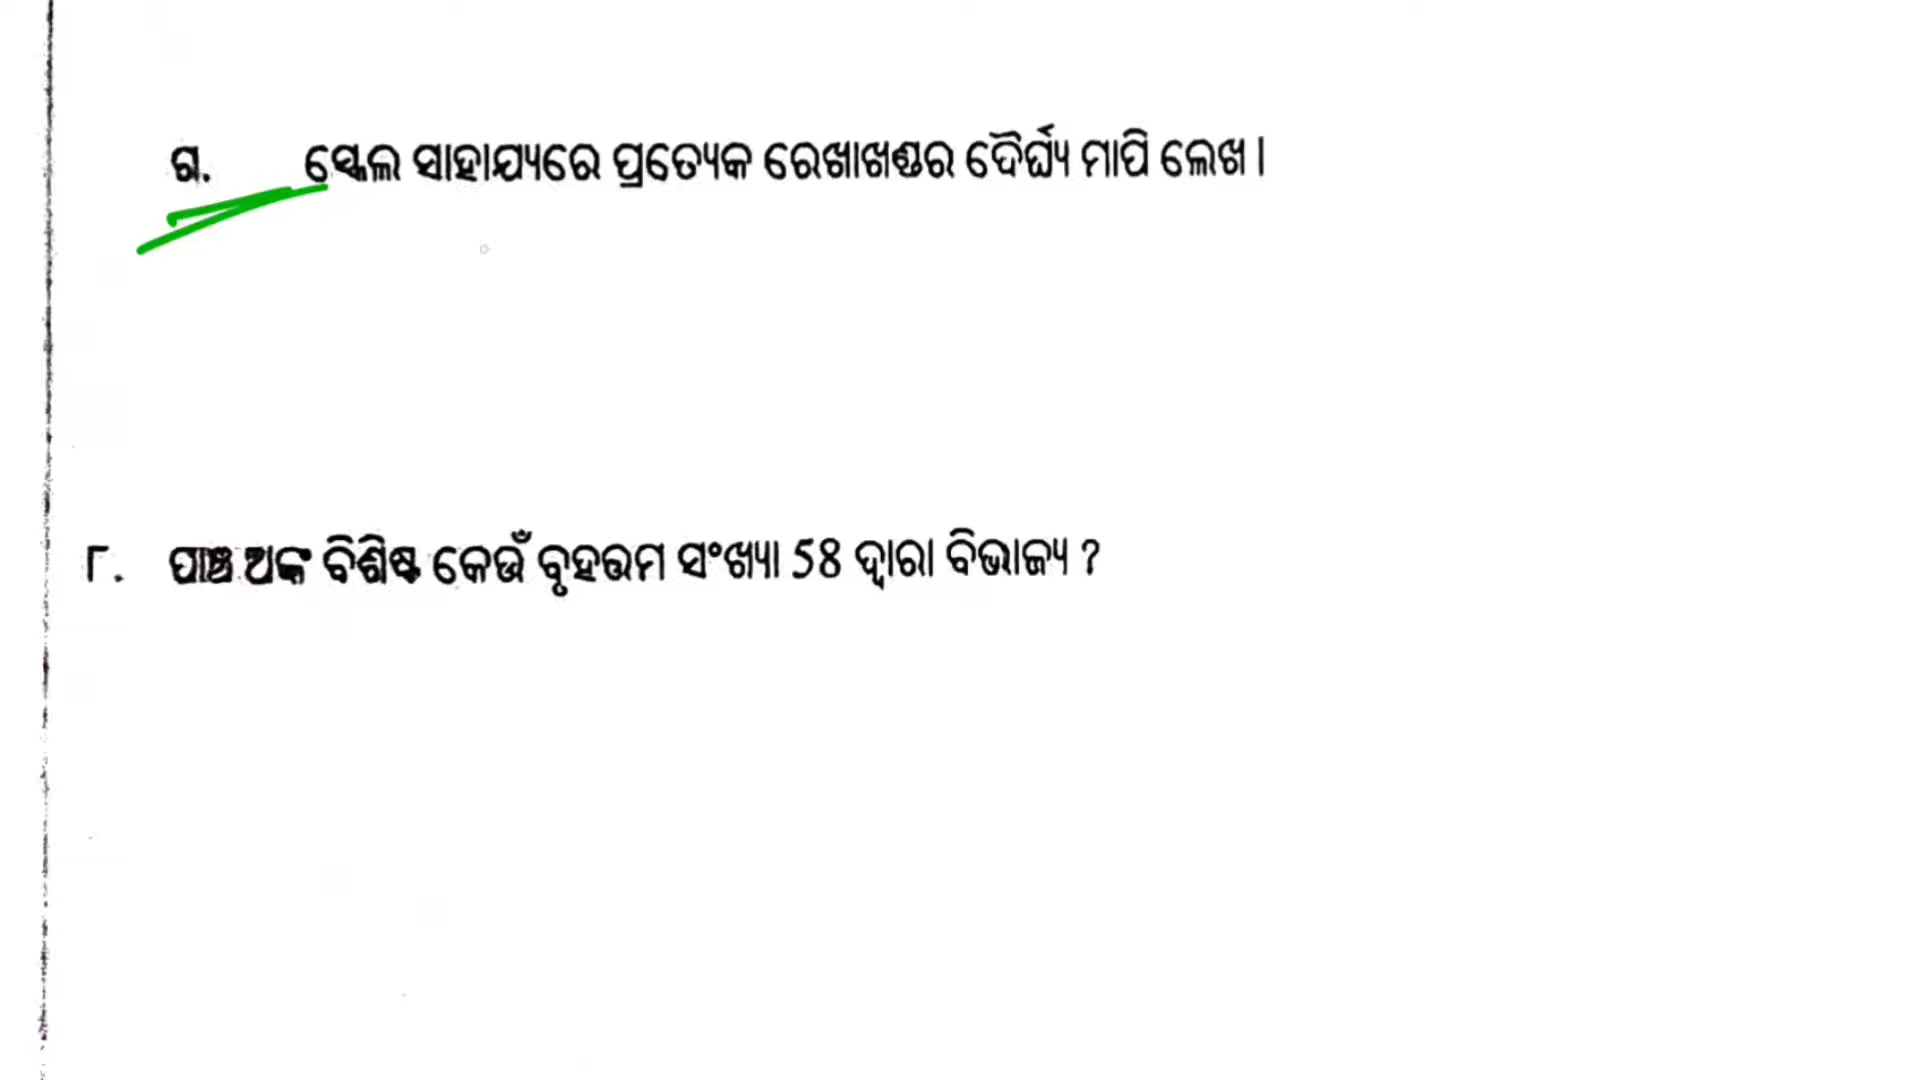 ଗ. ସ୍କେଲ ସାହାଯ୍ୟରେ ପ୍ରତ୍ୟେକ ରେଖାଖଣ୍ଡର ଦୈର୍ଘ୍ୟ ମାପି ଲେଖ।
୮. ପାଞ୍ଚ ଅଙ୍କ ବିଶିଷ୍ଟ କେଉଁ ବୃହତ୍ତମ ସଂଖ୍ୟା 58 ଦ୍ୱାରା ବିଭାଜ୍ୟ ?